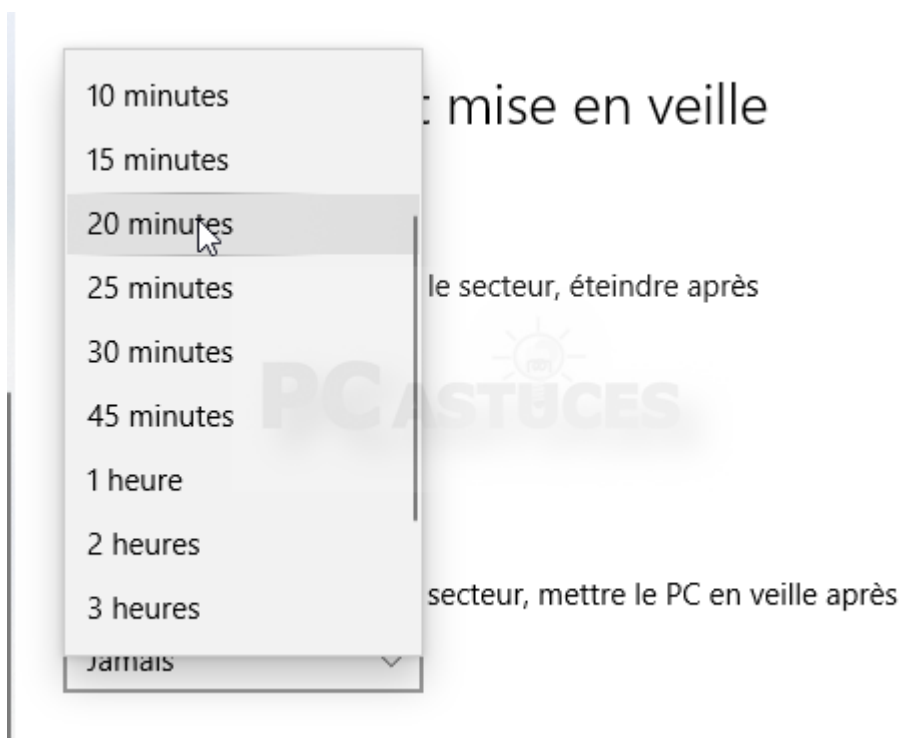 10 minutes
t mise en veille
15 minutes
20 minutes
25 minutes
le secteur, éteindre après
30 minutes
PC ASTUCES
45 minutes
1 heure
2 heures
secteur, mettre le PC en veille après
3 heures
Jamais